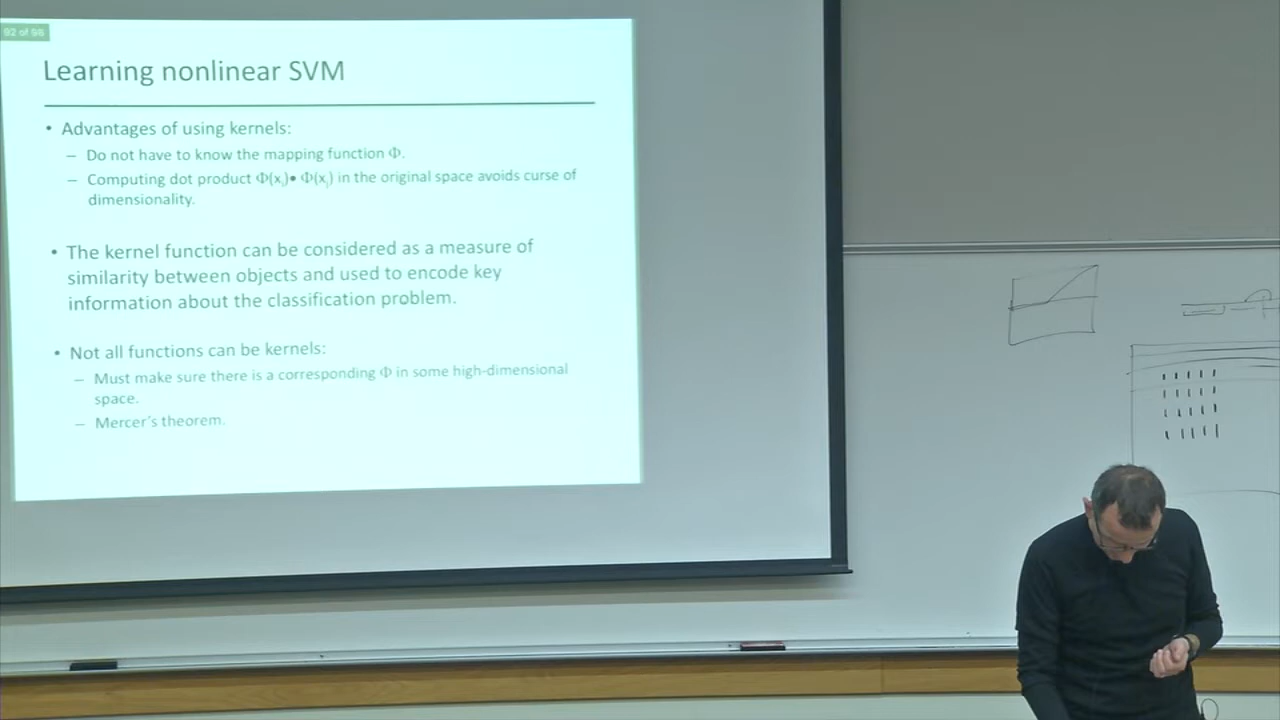 92 of 96
Learning nonlinear SVM
• Advantages of using kernels:
– Do not have to know the mapping function Φ.
– Computing dot product Φ(xᵢ)• Φ(xⱼ) in the original space avoids curse of
dimensionality.
• The kernel function can be considered as a measure of
similarity between objects and used to encode key
information about the classification problem.
• Not all functions can be kernels:
– Must make sure there is a corresponding Φ in some high-dimensional
space.
– Mercer´s theorem.